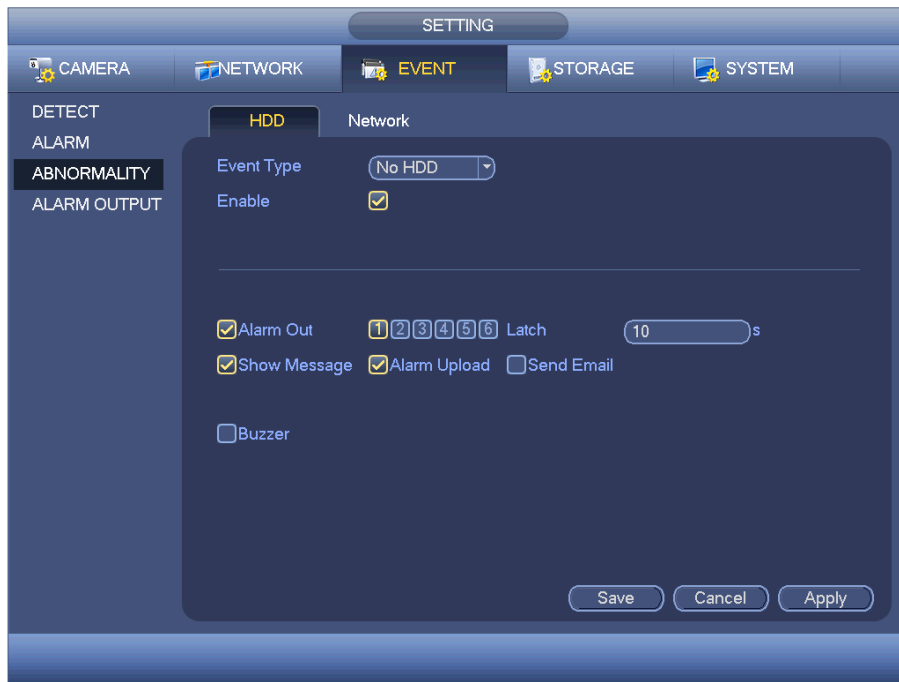 SETTING
CAMERA NETWORK EVENT STORAGE SYSTEM
DETECT
ALARM
ABNORMALITY
ALARM OUTPUT
HDD Network
Event Type No HDD
Enable
Alarm Out 1 2 3 4 5 6 Latch 10 s
Show Message Alarm Upload Send Email
Buzzer
Save Cancel Apply